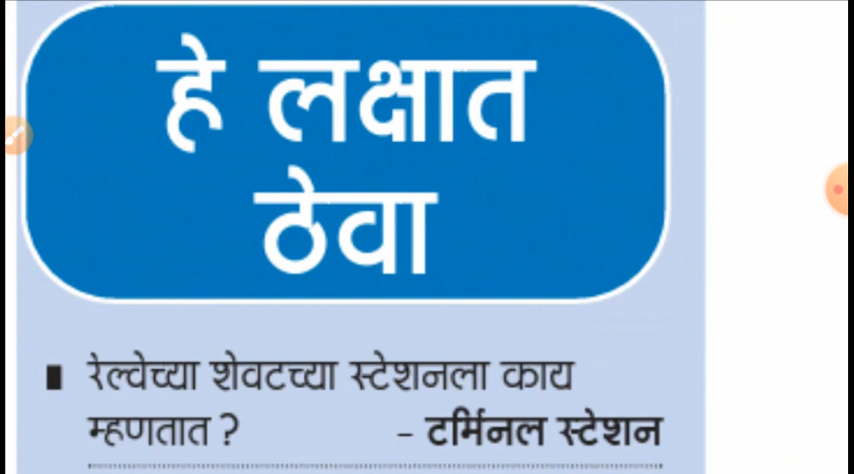 हे लक्षात
ठेवा
रेल्वेच्या शेवटच्या स्टेशनला काय
म्हणतात ? - टर्मिनल स्टेशन